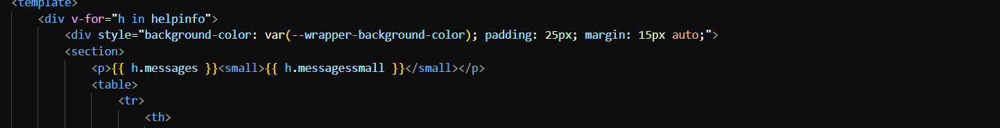 <template>
<div v-for="h in helpinfo">
<div style="background-color: var(--wrapper-background-color); padding: 25px; margin: 15px auto;">
<section>
<p>{{ h.messages }}<small>{{ h.messagessmall }}</small></p>
<table>
<tr>
<th>